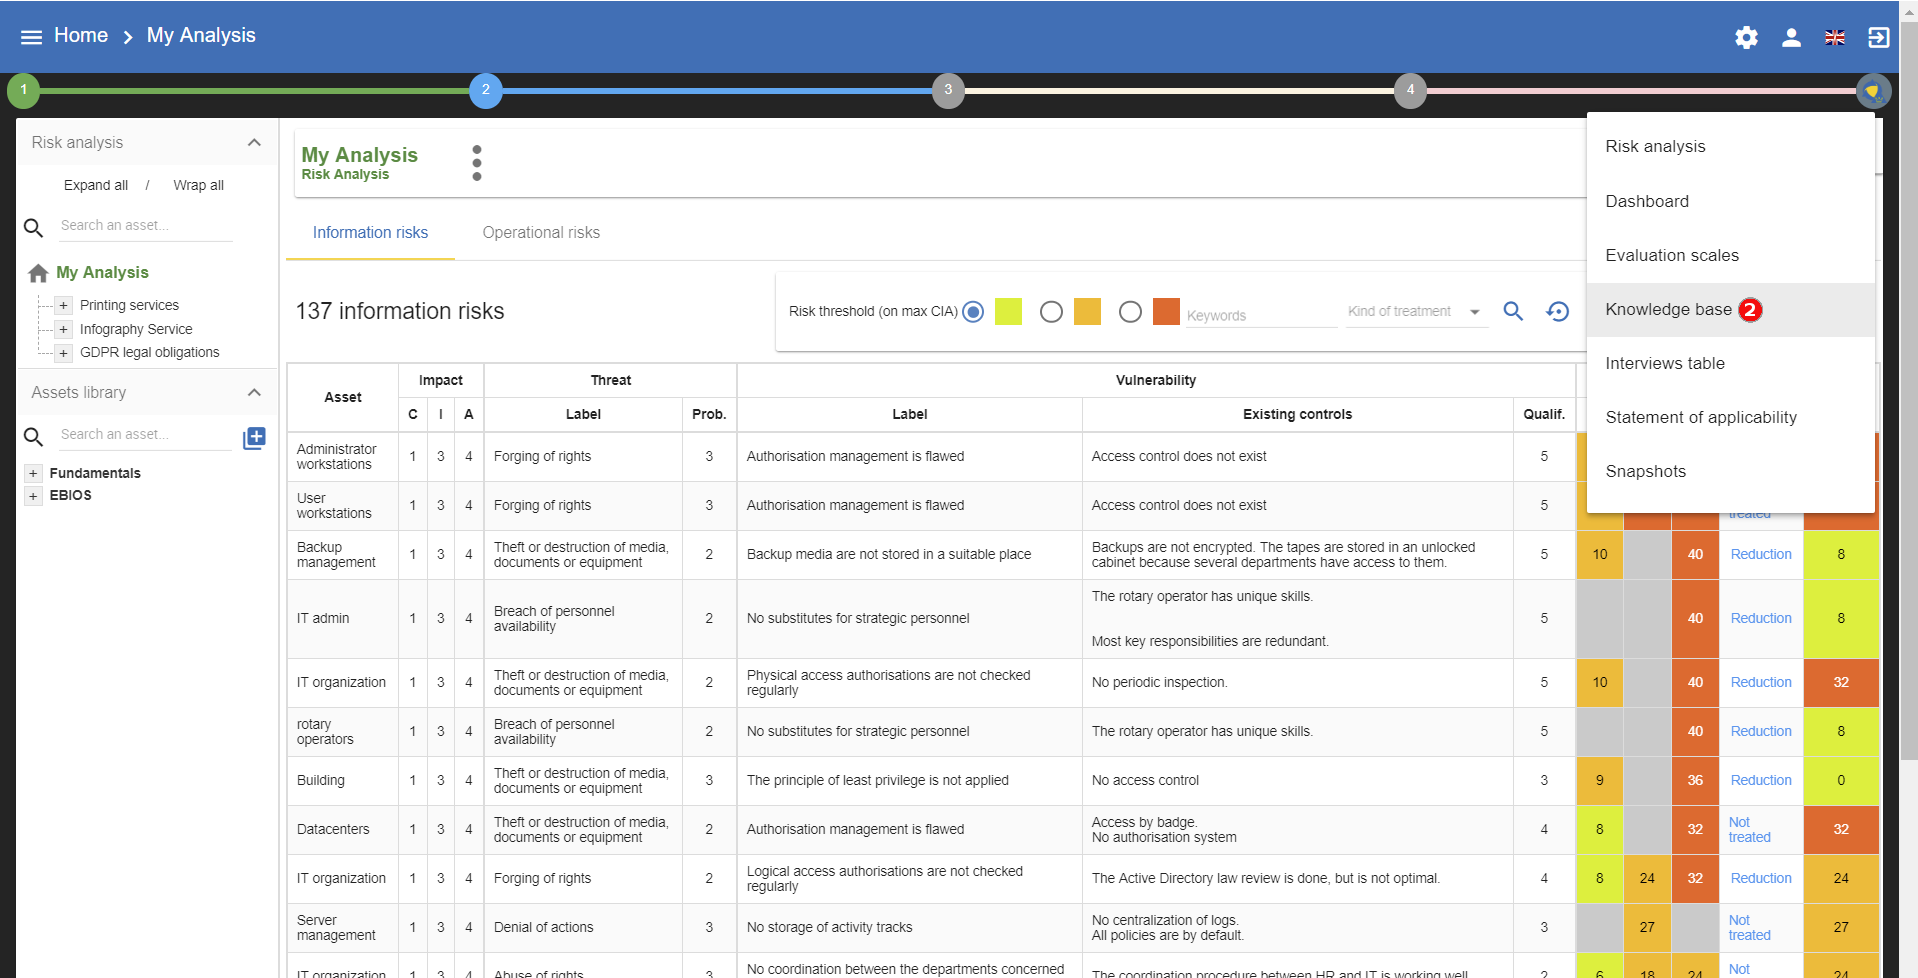 Home > My Analysis
1
2
3
4
Risk analysis
Expand all / Wrap all
Search an asset...
My Analysis
+ Printing services
+ Infography Service
+ GDPR legal obligations
Assets library
Search an asset...
+ Fundamentals
+ EBIOS
My Analysis
Risk Analysis
Information risks
Operational risks
137 information risks
Risk threshold (on max CIA)
Keywords
Kind of treatment
Risk analysis
Dashboard
Evaluation scales
Knowledge base 2
Interviews table
Statement of applicability
Snapshots
Asset Impact Threat Vulnerability
C I A Label Prob. Label Existing controls Qualif.
Administrator
workstations 1 3 4 Forging of rights 3 Authorisation management is flawed Access control does not exist 5
User
workstations 1 3 4 Forging of rights 3 Authorisation management is flawed Access control does not exist 5
treated
Backup
management 1 3 4 Theft or destruction of media,
documents or equipment 2 Backup media are not stored in a suitable place Backups are not encrypted. The tapes are stored in an unlocked
cabinet because several departments have access to them. 5 10 40 Reduction 8
IT admin 1 3 4 Breach of personnel
availability 2 No substitutes for strategic personnel The rotary operator has unique skills.
Most key responsibilities are redundant. 5 40 Reduction 8
IT organization 1 3 4 Theft or destruction of media,
documents or equipment 2 Physical access authorisations are not checked
regularly No periodic inspection. 5 10 40 Reduction 32
rotary
operators 1 3 4 Breach of personnel
availability 2 No substitutes for strategic personnel The rotary operator has unique skills. 5 40 Reduction 8
Building 1 3 4 Theft or destruction of media,
documents or equipment 3 The principle of least privilege is not applied No access control 3 9 36 Reduction 0
Datacenters 1 3 4 Theft or destruction of media,
documents or equipment 2 Authorisation management is flawed Access by badge.
No authorisation system 4 8 32 Not
treated 32
IT organization 1 3 4 Forging of rights 2 Logical access authorisations are not checked
regularly The Active Directory law review is done, but is not optimal. 4 8 24 32 Reduction 24
Server
management 1 3 4 Denial of actions 3 No storage of activity tracks No centralization of logs.
All policies are by default. 3 27 Not
treated 27
IT organization 1 3 4 Abuse of rights 3 No coordination between the departments concerned The coordination procedure between HR and IT is working well 2 6 18 24 Not 24